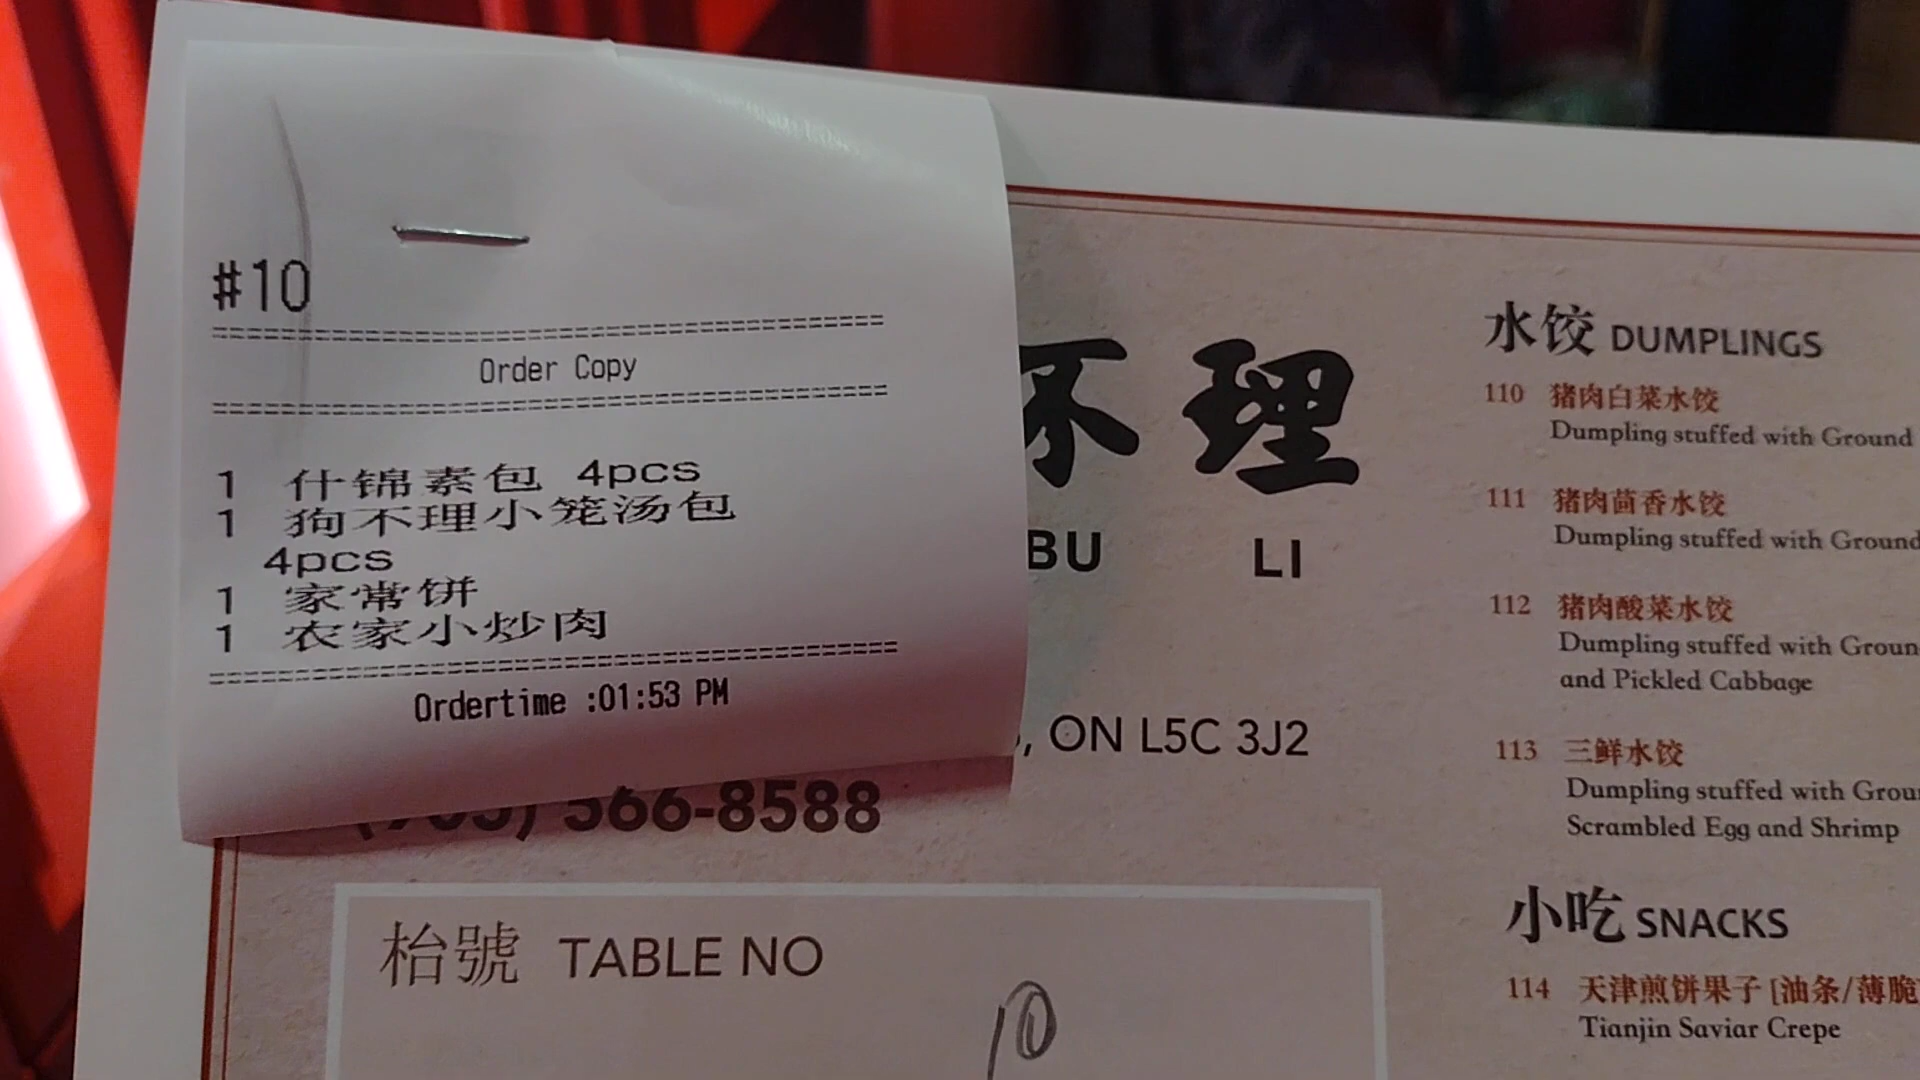 #10
Order Copy
1 什锦素包 4pcs
1 狗不理小笼汤包
4pcs
1 家常饼
1 农家小炒肉
Ordertime :01:53 PM
不理
BU LI
, ON L5C 3J2
566-8588
枱號 TABLE NO
10
水饺 DUMPLINGS
110 猪肉白菜水饺
Dumpling stuffed with Ground
111 猪肉茴香水饺
Dumpling stuffed with Ground
112 猪肉酸菜水饺
Dumpling stuffed with Groun
and Pickled Cabbage
113 三鲜水饺
Dumpling stuffed with Grou
Scrambled Egg and Shrimp
小吃 SNACKS
114 天津煎饼果子 [油条/薄脆
Tianjin Saviar Crepe